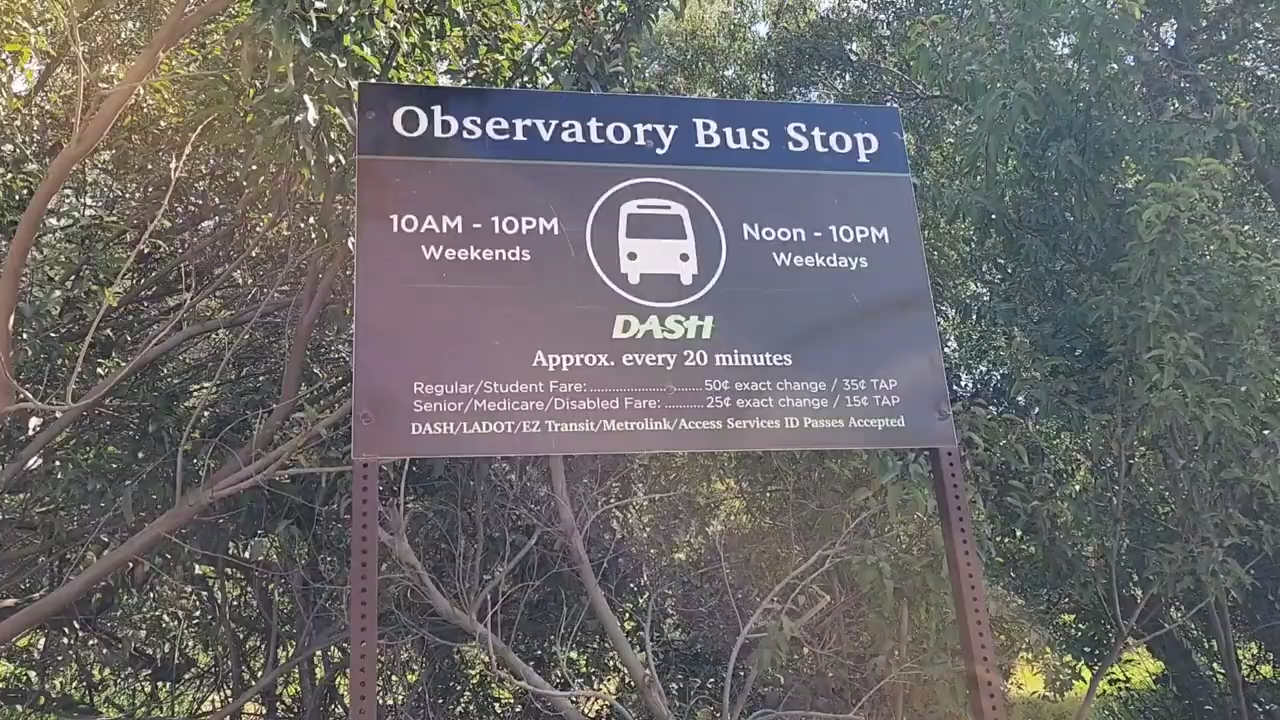 Observatory Bus Stop
10AM - 10PM
Weekends
Noon - 10PM
Weekdays
DASH
Approx. every 20 minutes
Regular/Student Fare:.........................50¢ exact change / 35¢ TAP
Senior/Medicare/Disabled Fare: ...........25¢ exact change / 15¢ TAP
DASH/LADOT/EZ Transit/Metrolink/Access Services ID Passes Accepted